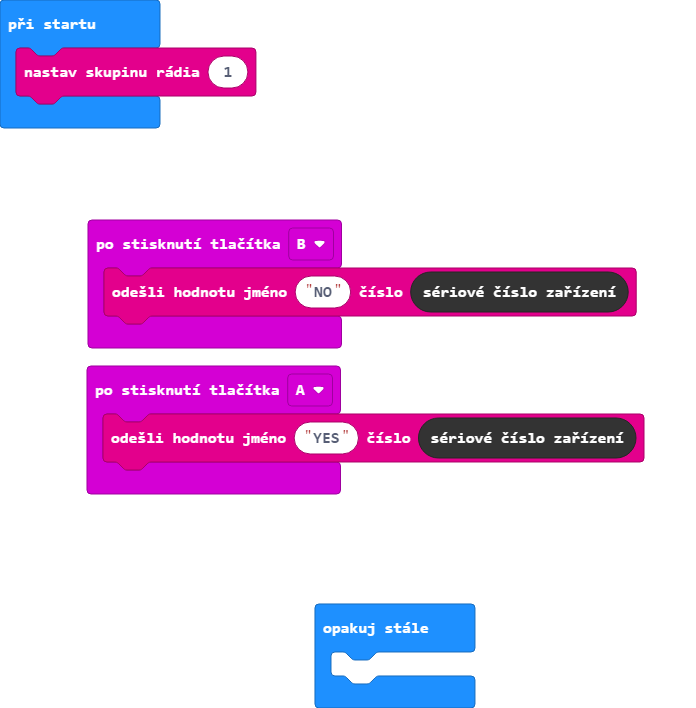 při startu
nastav skupinu rádia 1
po stisknutí tlačítka B
odešli hodnotu jméno "NO" číslo sériové číslo zařízení
po stisknutí tlačítka A
odešli hodnotu jméno "YES" číslo sériové číslo zařízení
opakuj stále